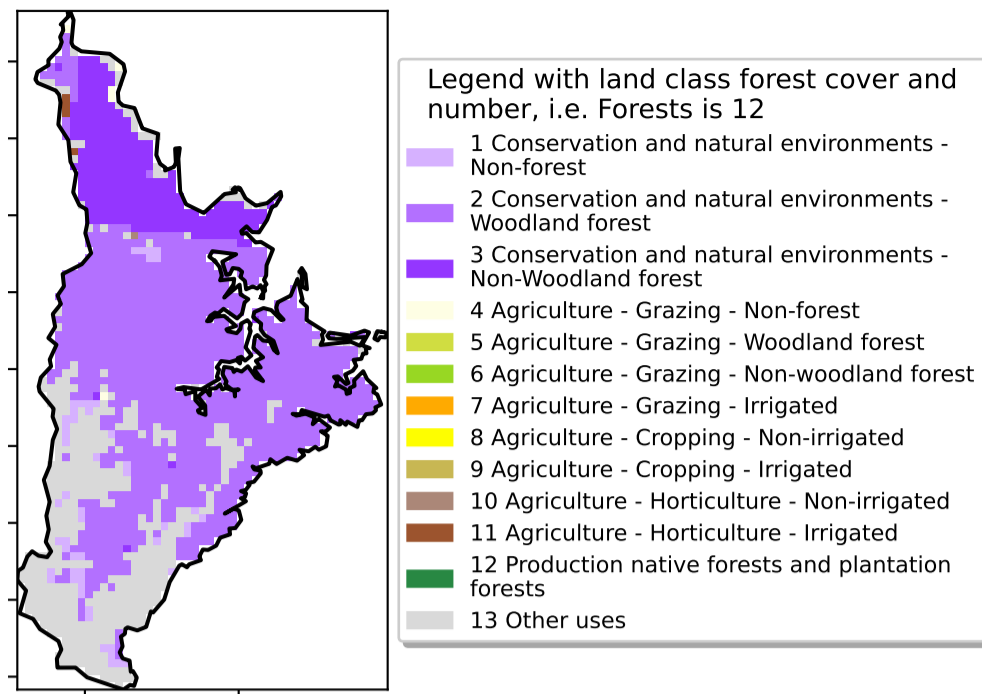 Legend with land class forest cover and
number, i.e. Forests is 12
1 Conservation and natural environments -
Non-forest
2 Conservation and natural environments -
Woodland forest
3 Conservation and natural environments -
Non-Woodland forest
4 Agriculture - Grazing - Non-forest
5 Agriculture - Grazing - Woodland forest
6 Agriculture - Grazing - Non-woodland forest
7 Agriculture - Grazing - Irrigated
8 Agriculture - Cropping - Non-irrigated
9 Agriculture - Cropping - Irrigated
10 Agriculture - Horticulture - Non-irrigated
11 Agriculture - Horticulture - Irrigated
12 Production native forests and plantation
forests
13 Other uses